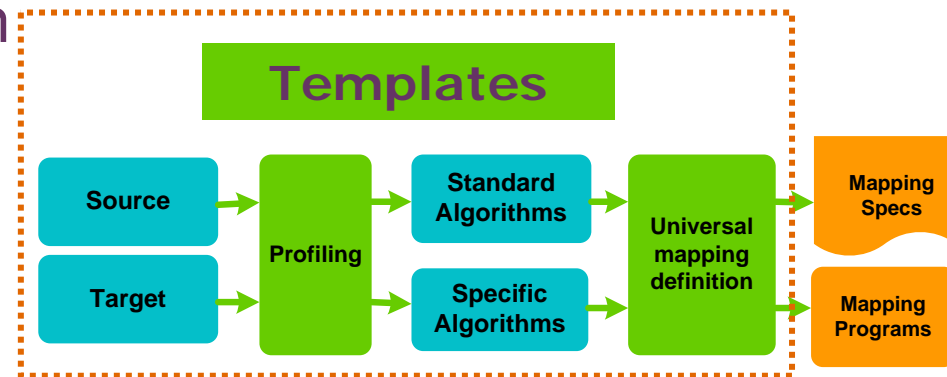 n
Templates
Source
Target
Profiling
Standard
Algorithms
Specific
Algorithms
Universal
mapping
definition
Mapping
Specs
Mapping
Programs